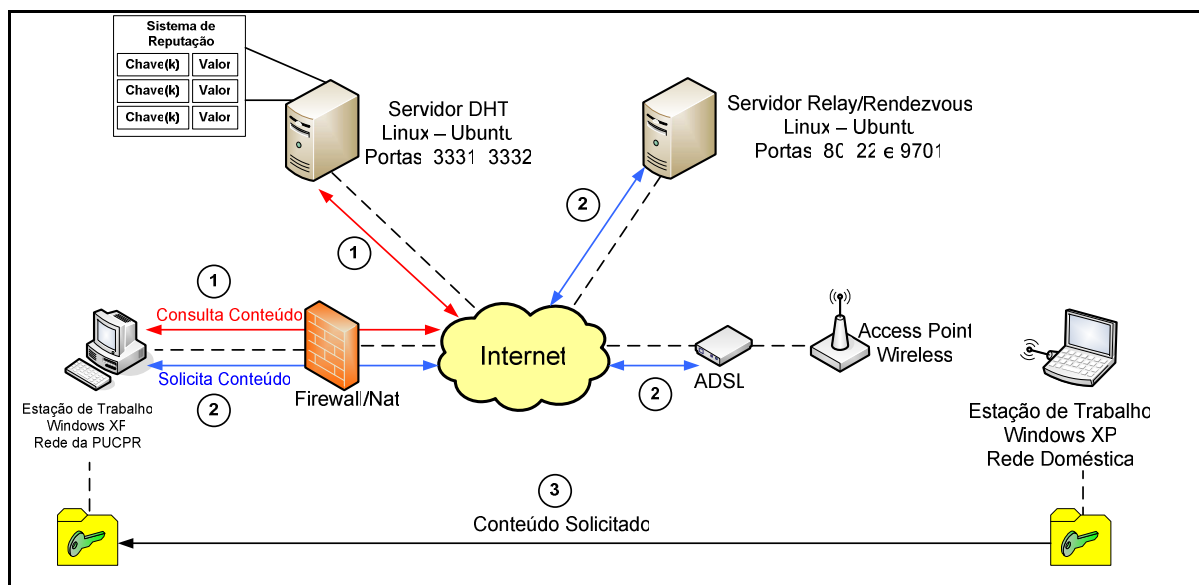 Sistema de
Reputação
Chave(k) Valor
Chave(k) Valor
Chave(k) Valor
Servidor DHT
Linux – Ubuntu
Portas 3331 3332
Servidor Relay/Rendezvous
Linux – Ubuntu
Portas 80 22 e 9701
2
1
1
Consulta Conteúdo
Solicita Conteúdo
2
Firewall/Nat
Internet
2
ADSL
Access Point
Wireless
Estação de Trabalho
Windows XP
Rede da PUCPR
Estação de Trabalho
Windows XP
Rede Doméstica
3
Conteúdo Solicitado